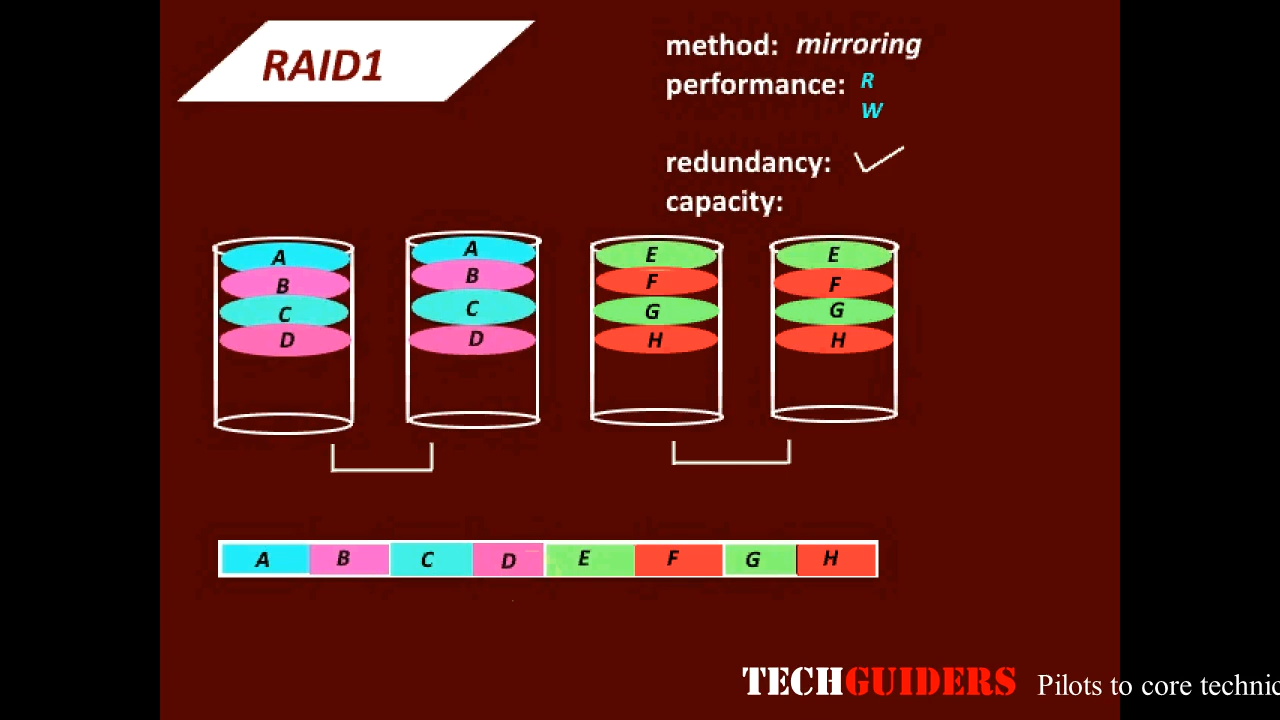 RAID1
method: mirroring
performance: R
W
redundancy:
capacity:
A A E E
B B F F
C C G G
D D H H
A B C D E F G H
TECHGUIDERS Pilots to core technic